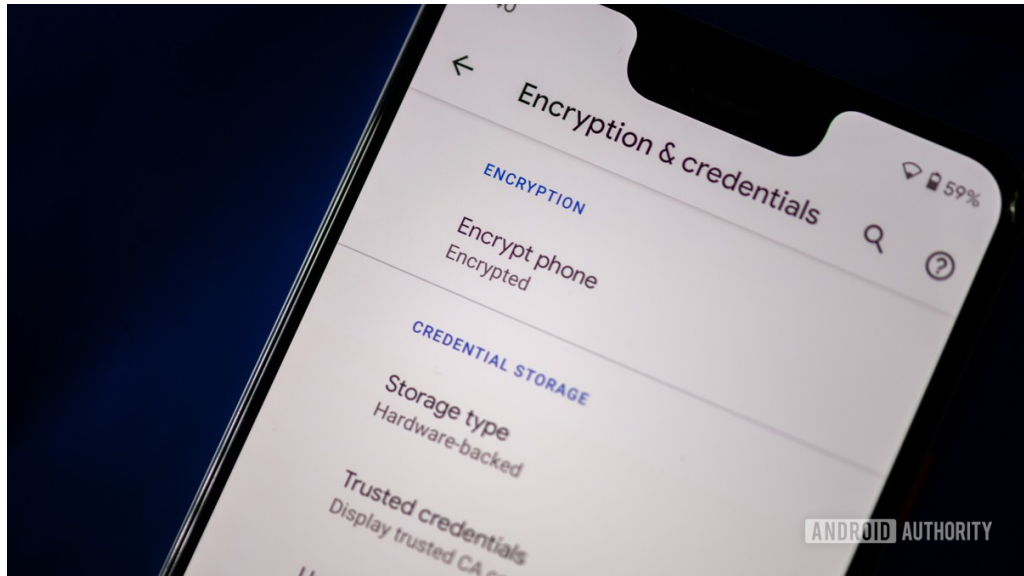 Encryption & credentials
59%
ENCRYPTION
Encrypt phone
Encrypted
CREDENTIAL STORAGE
Storage type
Hardware-backed
Trusted credentials
Display trusted CA
ANDROID AUTHORITY